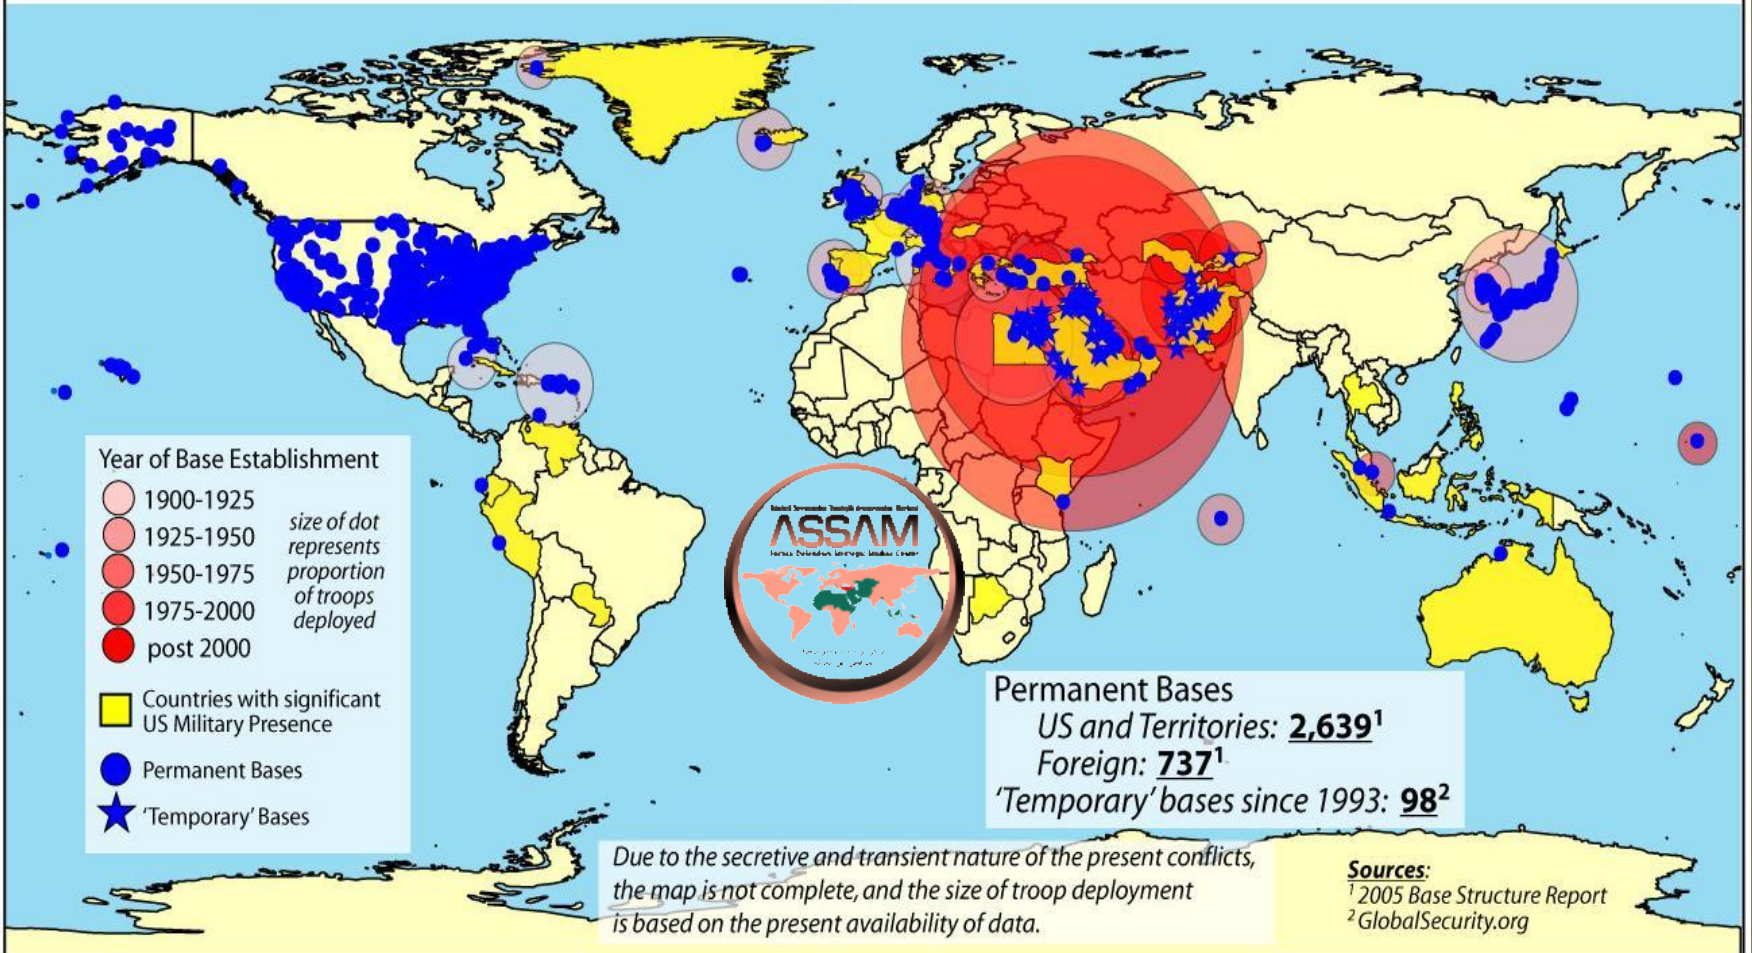 Year of Base Establishment
1900-1925
1925-1950
1950-1975
1975-2000
post 2000
size of dot
represents
proportion
of troops
deployed
Countries with significant
US Military Presence
Permanent Bases
'Temporary' Bases
ASSAM
Permanent Bases
US and Territories: 2,639¹
Foreign: 737¹
'Temporary' bases since 1993: 98²
Due to the secretive and transient nature of the present conflicts,
the map is not complete, and the size of troop deployment
is based on the present availability of data.
Sources:
¹ 2005 Base Structure Report
² GlobalSecurity.org